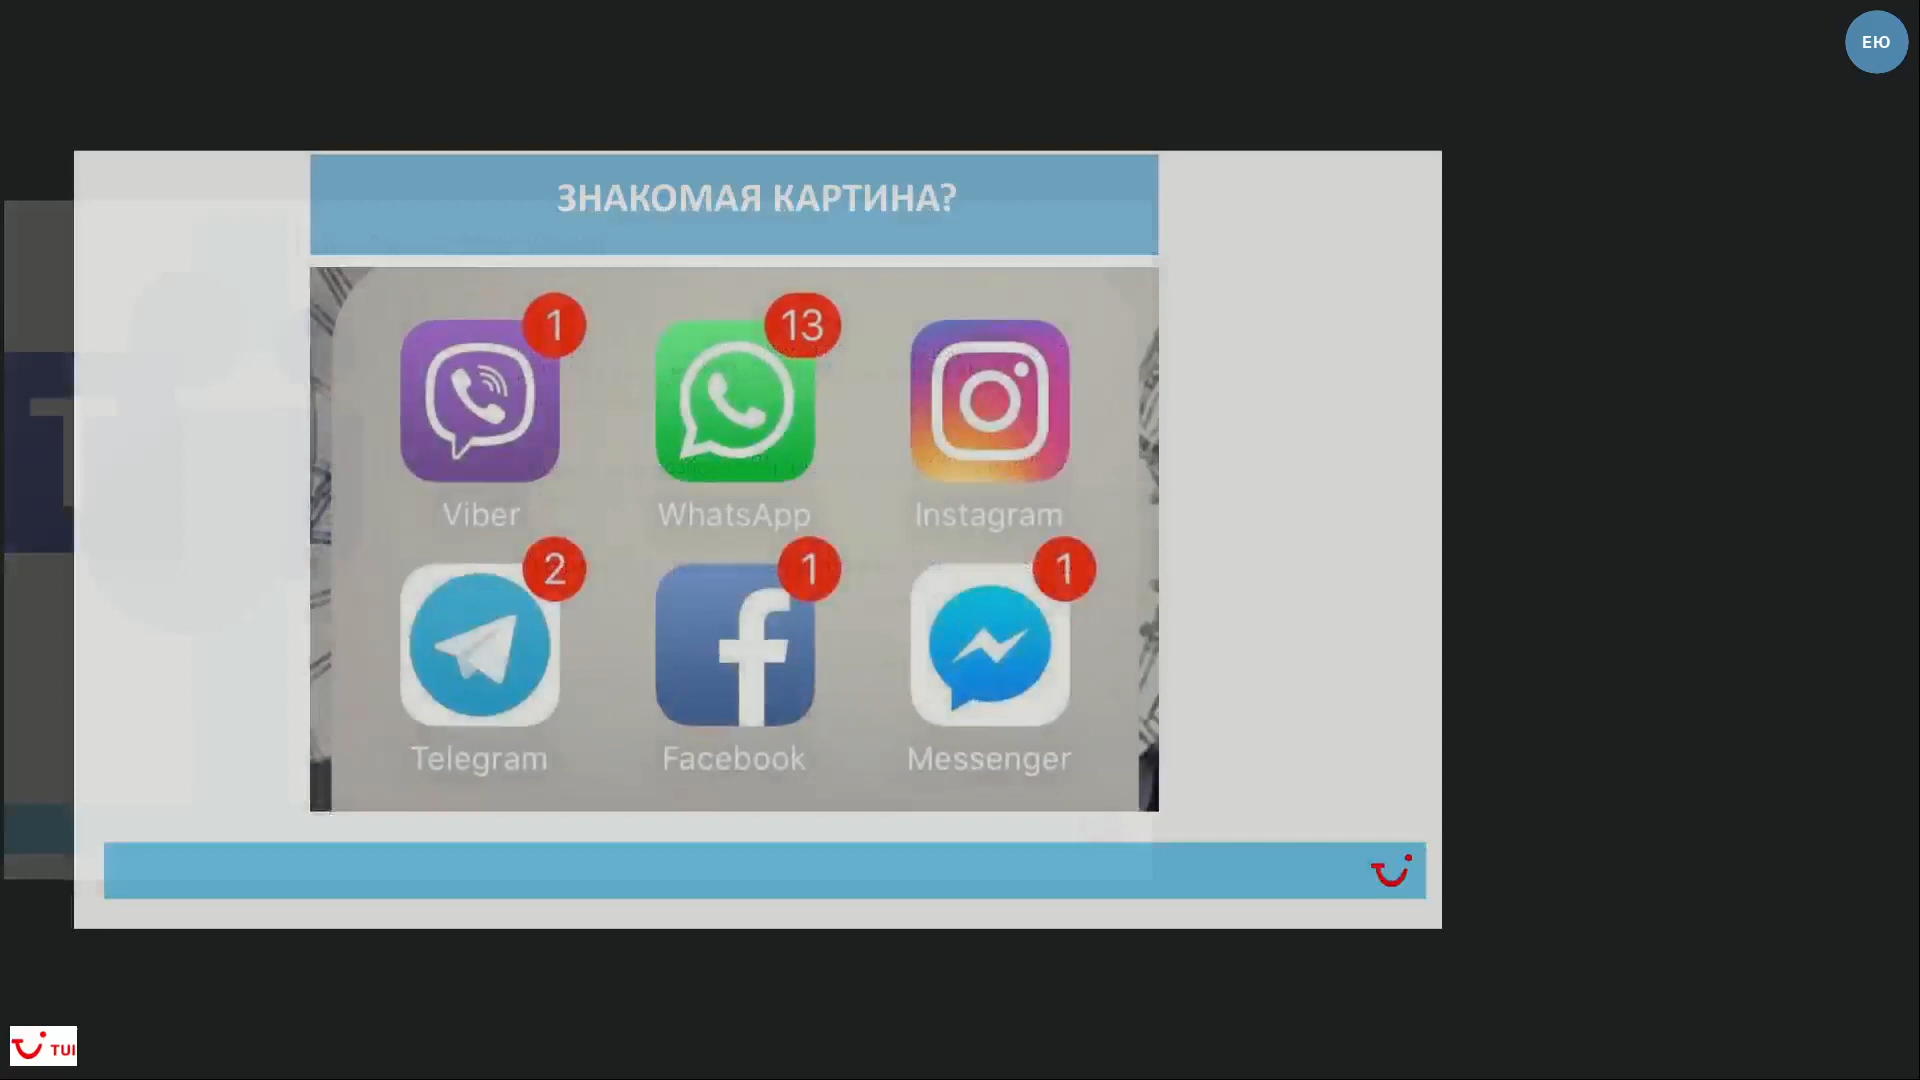 ЕЮ
ЗНАКОМАЯ КАРТИНА?
1
13
Viber
WhatsApp
Instagram
2
1
1
Telegram
Facebook
Messenger
TUI